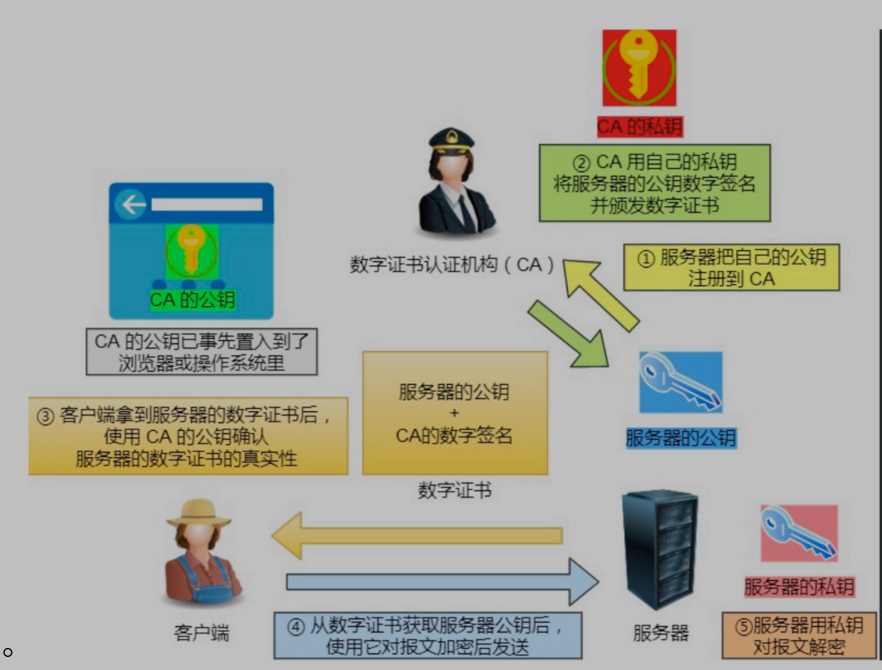 CA 的私钥
② CA 用自己的私钥
将服务器的公钥数字签名
并颁发数字证书
数字证书认证机构（CA）
① 服务器把自己的公钥
注册到 CA
CA 的公钥
CA 的公钥已事先置入到了
浏览器或操作系统里
服务器的公钥
+
CA的数字签名
数字证书
服务器的公钥
③ 客户端拿到服务器的数字证书后，
使用 CA 的公钥确认
服务器的数字证书的真实性
客户端
④ 从数字证书获取服务器公钥后，
使用它对报文加密后发送
服务器
服务器的私钥
⑤服务器用私钥
对报文解密